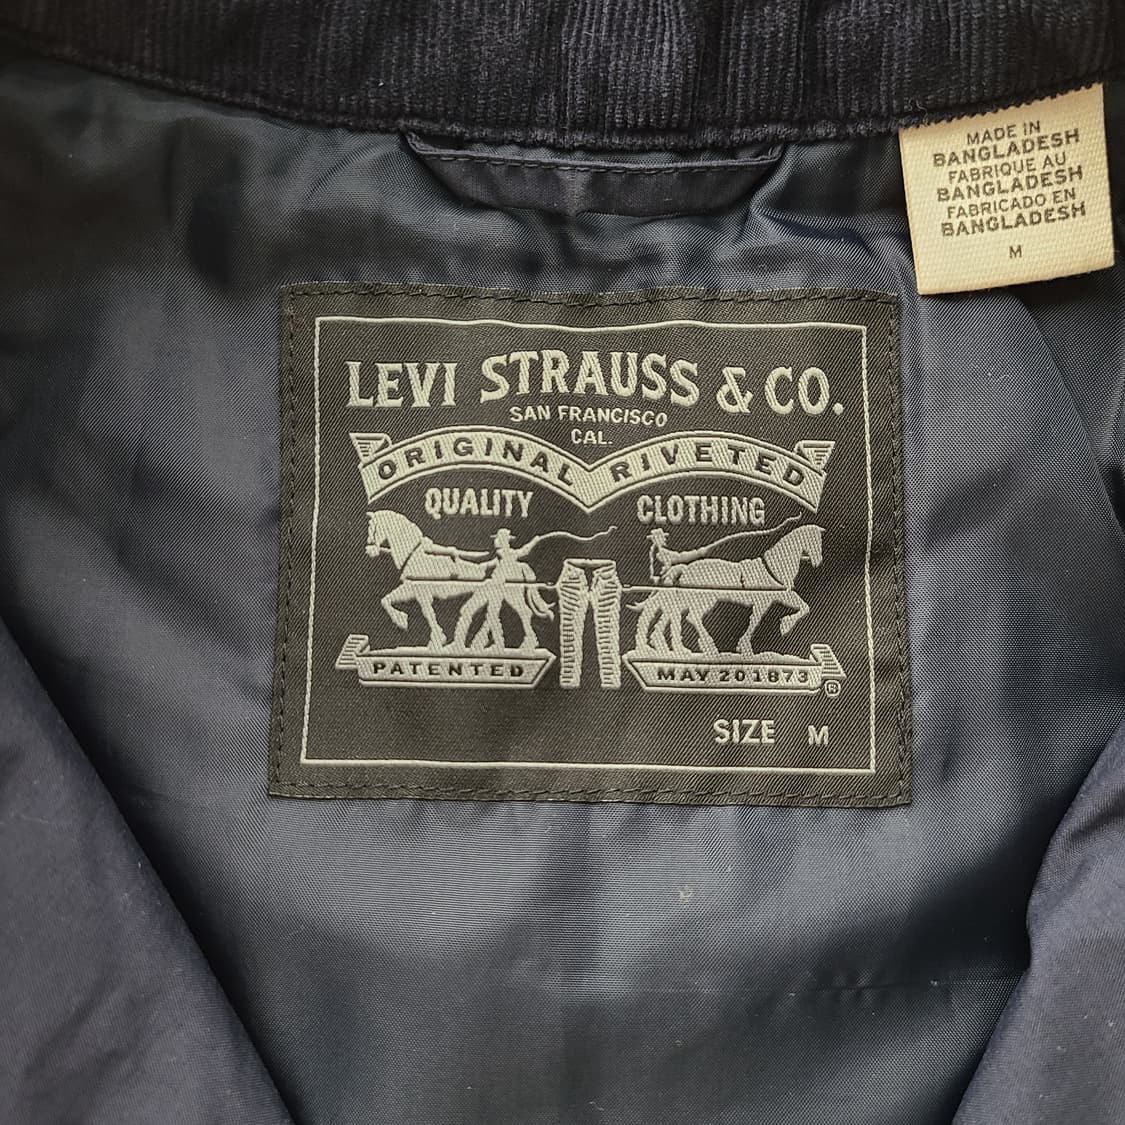 MADE IN
BANGLADESH
FABRIQUE AU
BANGLADESH
FABRICADO EN
BANGLADESH
M
LEVI STRAUSS & CO.
SAN FRANCISCO
CAL.
ORIGINAL RIVETED
QUALITY CLOTHING
PATENTED MAY 20 1873
®
SIZE M